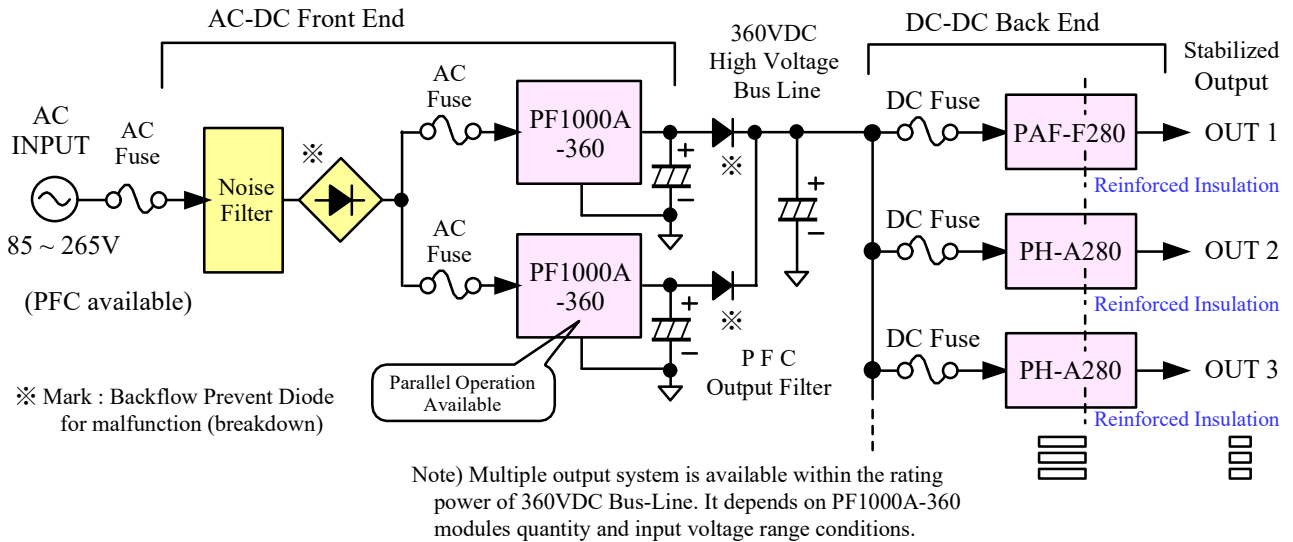 AC-DC Front End
DC-DC Back End
360VDC
High Voltage
Bus Line
Stabilized
Output
AC
INPUT
AC
Fuse
※
Noise
Filter
85 ~ 265V
(PFC available)
AC
Fuse
PF1000A
-360
+
−
※
AC
Fuse
PF1000A
-360
+
−
※
+
−
P F C
Output Filter
Parallel Operation
Available
DC Fuse
PAF-F280
OUT 1
Reinforced Insulation
DC Fuse
PH-A280
OUT 2
Reinforced Insulation
DC Fuse
PH-A280
OUT 3
Reinforced Insulation
※ Mark : Backflow Prevent Diode
for malfunction (breakdown)
Note) Multiple output system is available within the rating
power of 360VDC Bus-Line. It depends on PF1000A-360
modules quantity and input voltage range conditions.